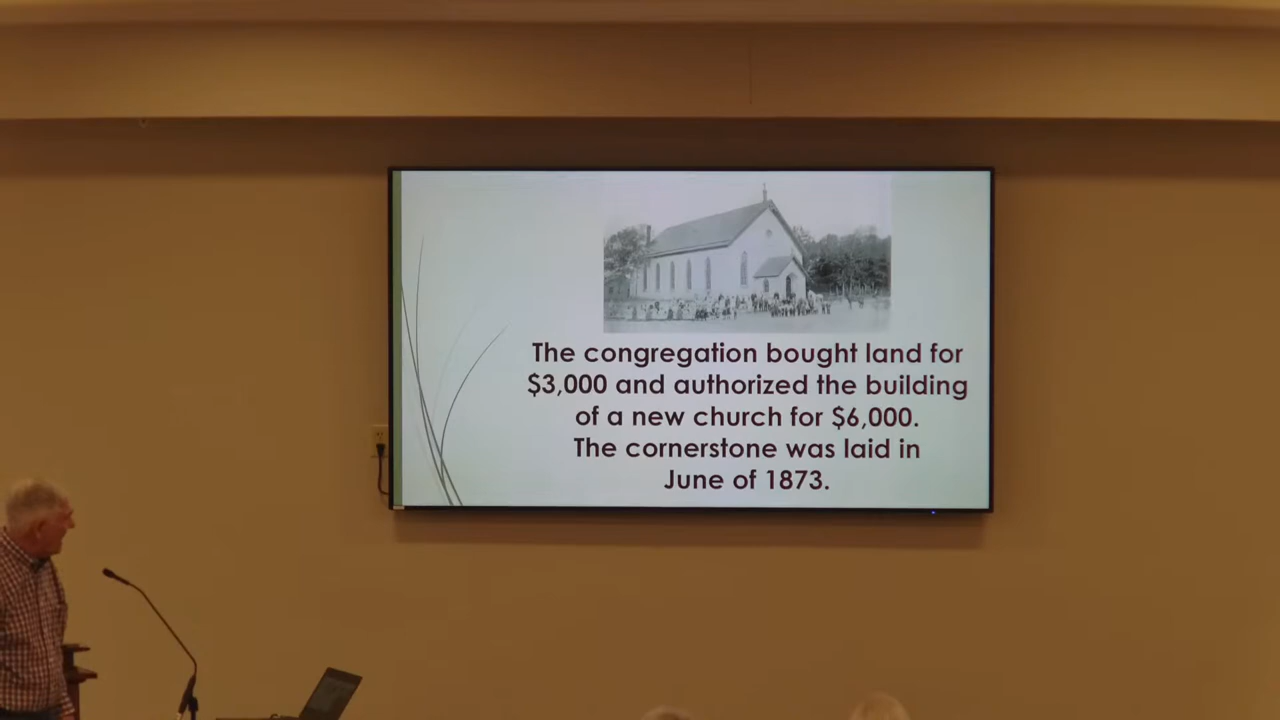 The congregation bought land for
$3,000 and authorized the building
of a new church for $6,000.
The cornerstone was laid in
June of 1873.